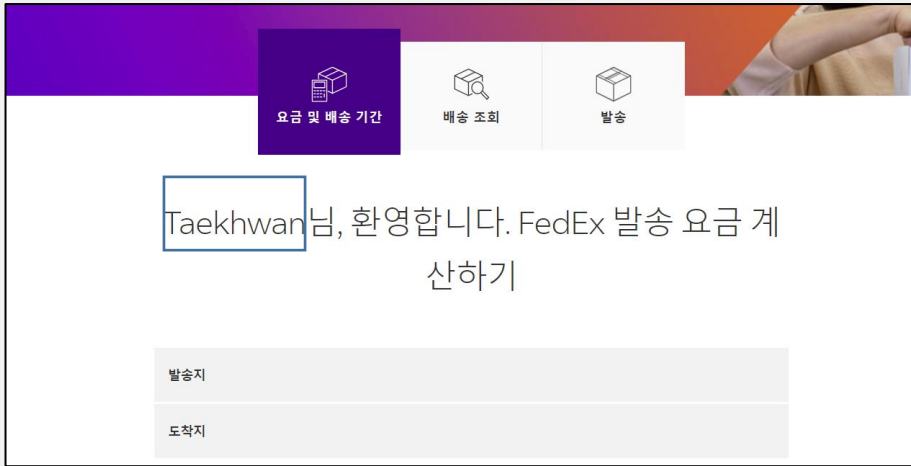 요금 및 배송 기간
배송 조회
발송
Taekhwan님, 환영합니다. FedEx 발송 요금 계
산하기
발송지
도착지